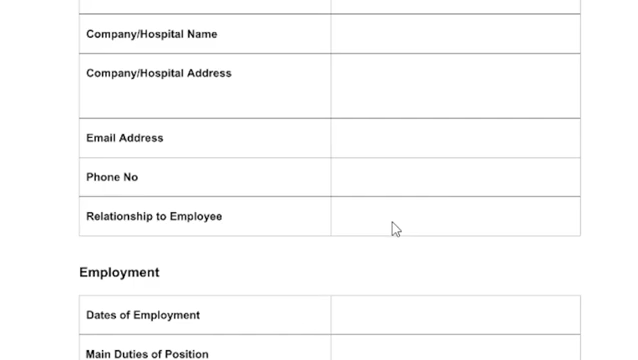 Company/Hospital Name
Company/Hospital Address
Email Address
Phone No
Relationship to Employee
Employment
Dates of Employment
Main Duties of Position